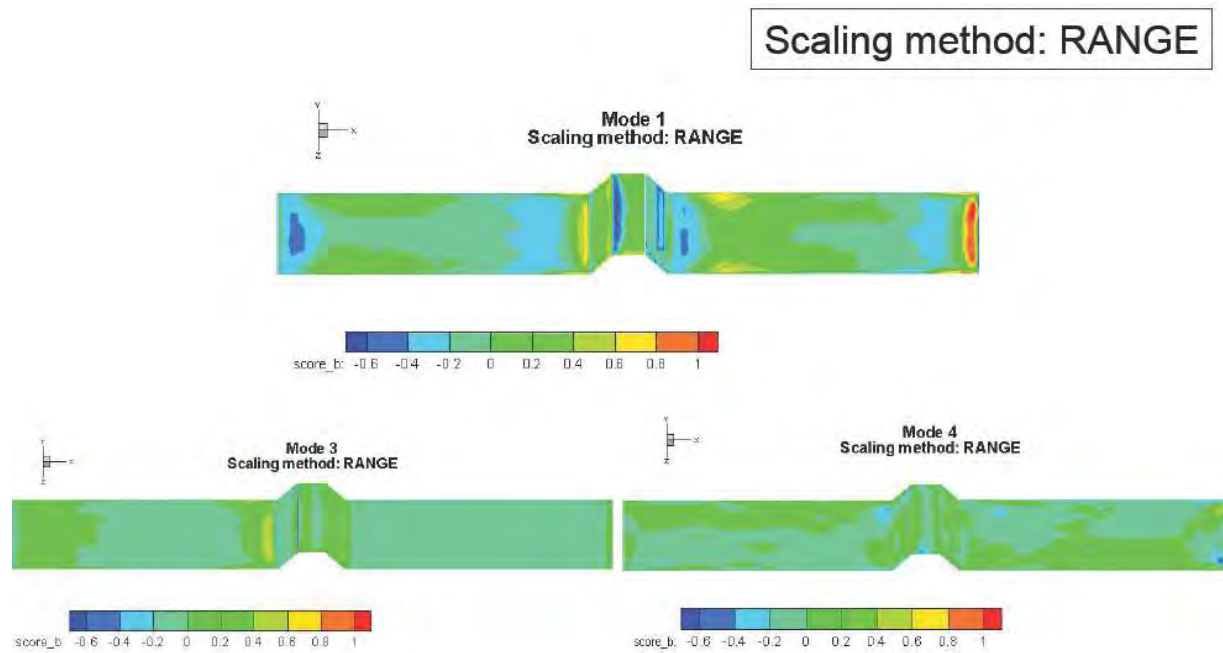 Scaling method: RANGE
Y
X
Z
Mode 1
Scaling method: RANGE
score_b: -0.6 -0.4 -0.2 0 0.2 0.4 0.6 0.8 1
Y
X
Z
Mode 3
Scaling method: RANGE
score_b: -0.6 -0.4 -0.2 0 0.2 0.4 0.6 0.8 1
Y
X
Z
Mode 4
Scaling method: RANGE
score_b: -0.6 -0.4 -0.2 0 0.2 0.4 0.6 0.8 1